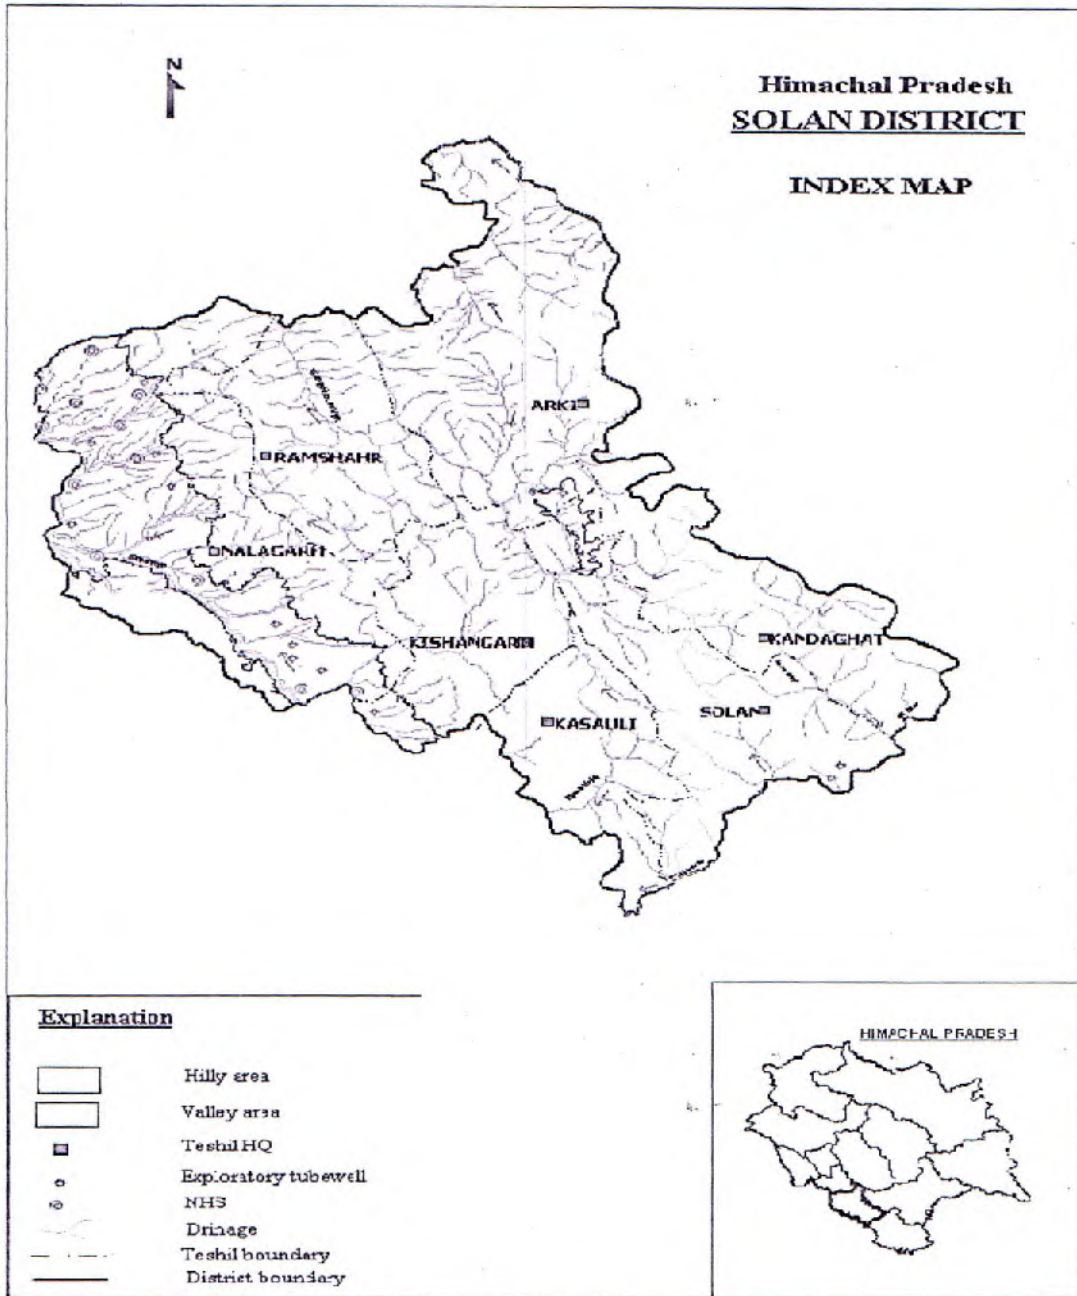 N
Himachal Pradesh
SOLAN DISTRICT
INDEX MAP
ARKI
RAMSHAHR
NALAGARH
KISHANGARH
KANDAGHAT
SOLAN
KASAULI
Explanation
Hilly area
Valley area
Teshil HQ
Exploratory tubewell
NHS
Drinage
Teshil boundary
District boundary
HIMACHAL PRADESH